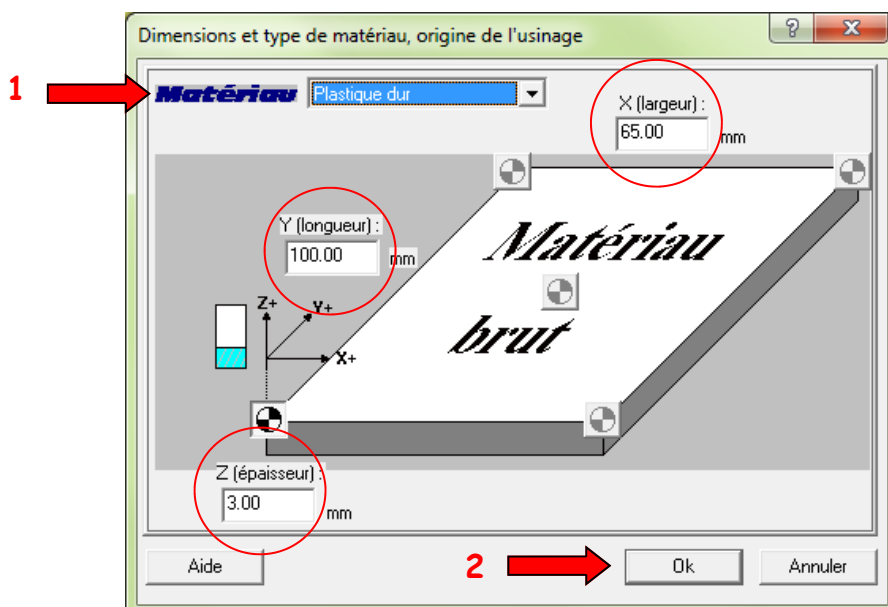 Dimensions et type de matériau, origine de l'usinage
1
Matériau Plastique dur
X (largeur) :
65.00 mm
Y (longueur) :
100.00 mm
Matériau
brut
Z+
Y+
X+
Z (épaisseur) :
3.00 mm
Aide 2 Ok Annuler